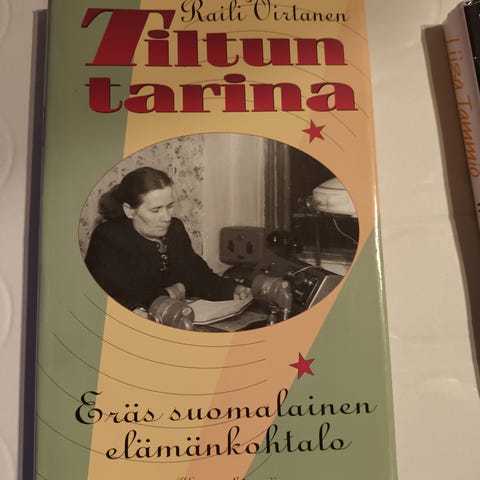 Raili Virtanen
Tiltun
tarina
Eräs suomalainen
elämänkohtalo
Liisa Tammio